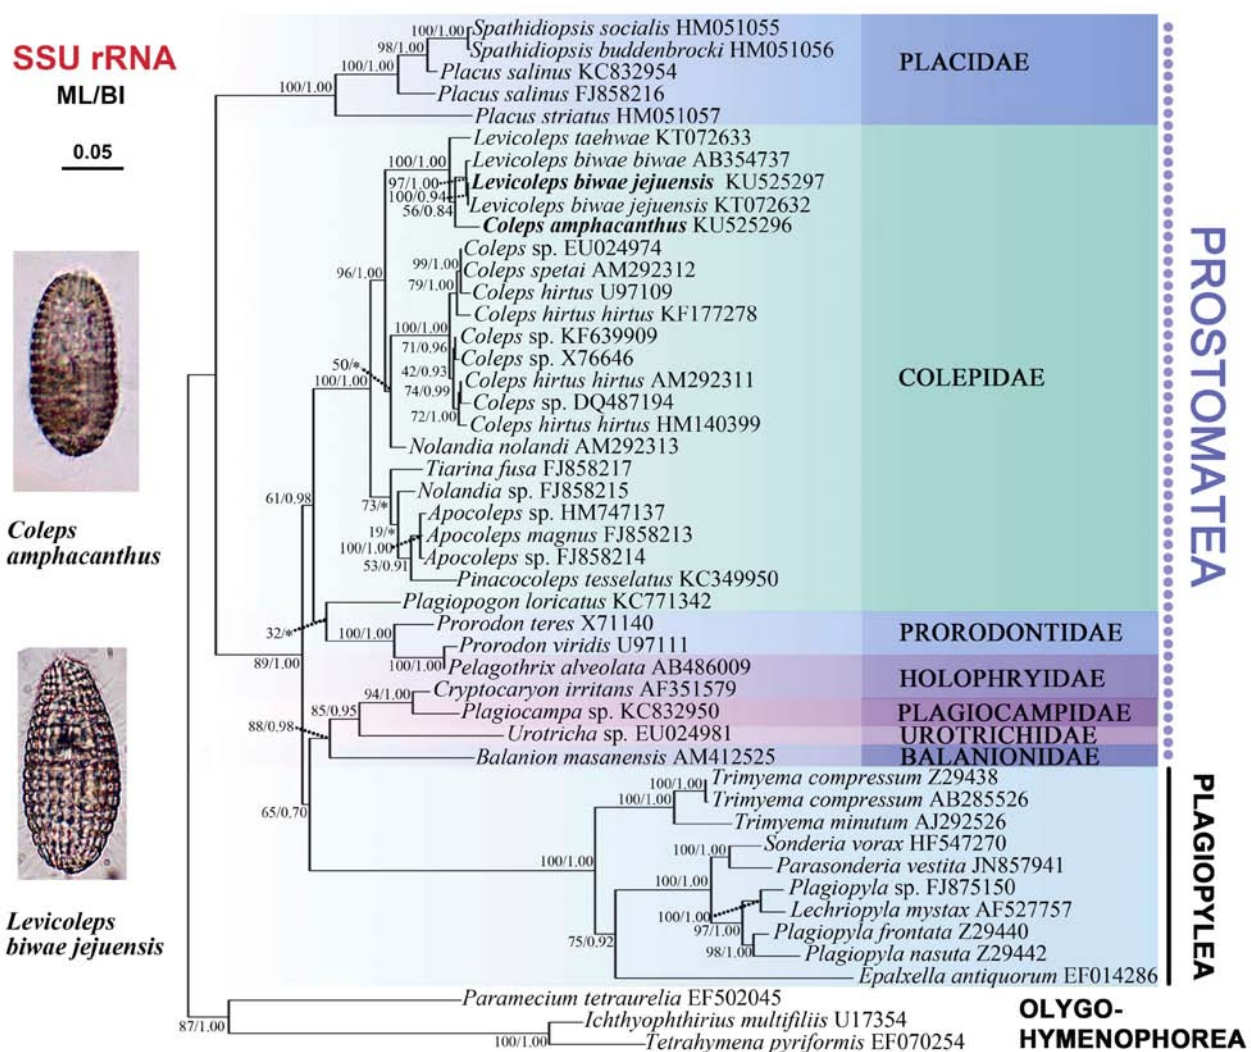 SSU rRNA
ML/BI
0.05
Coleps
amphacanthus
Levicoleps
biwae jejuensis
100/1.00
Spathidiopsis socialis HM051055
98/1.00
Spathidiopsis buddenbrocki HM051056
100/1.00
Placus salinus KC832954
100/1.00
Placus salinus FJ858216
Placus striatus HM051057
PLACIDAE
Levicoleps taehwae KT072633
100/1.00
Levicoleps biwae biwae AB354737
97/1.00
Levicoleps biwae jejuensis KU525297
100/0.94
Levicoleps biwae jejuensis KT072632
56/0.84
Coleps amphacanthus KU525296
Coleps sp. EU024974
99/1.00
Coleps spetai AM292312
96/1.00
79/1.00
Coleps hirtus U97109
Coleps hirtus hirtus KF177278
100/1.00
Coleps sp. KF639909
71/0.96
Coleps sp. X76646
50/*
42/0.93
Coleps hirtus hirtus AM292311
100/1.00
74/0.99
Coleps sp. DQ487194
72/1.00
Coleps hirtus hirtus HM140399
COLEPIDAE
Nolandia nolandi AM292313
Tiarina fusa FJ858217
61/0.98
Nolandia sp. FJ858215
73/*
Apocoleps sp. HM747137
19/*
Apocoleps magnus FJ858213
100/1.00
Apocoleps sp. FJ858214
53/0.91
Pinacocoleps tesselatus KC349950
Plagiopogon loricatus KC771342
32/*
Prorodon teres X71140
100/1.00
Prorodon viridis U97111
PRORODONTIDAE
89/1.00
100/1.00
Pelagothrix alveolata AB486009
94/1.00
Cryptocaryon irritans AF351579
HOLOPHRYIDAE
85/0.95
Plagiocampa sp. KC832950
PLAGIOCAMPIDAE
88/0.98
Urotricha sp. EU024981
UROTRICHIDAE
Balanion masanensis AM412525
BALANIONIDAE
PROSTOMATEA
65/0.70
Trimyema compressum Z29438
100/1.00
100/1.00
Trimyema compressum AB285526
Trimyema minutum AJ292526
Sonderia vorax HF547270
100/1.00
100/1.00
Parasonderia vestita JN857941
100/1.00
Plagiopyla sp. FJ875150
100/1.00
Lechriopyla mystax AF527757
97/1.00
Plagiopyla frontata Z29440
75/0.92
98/1.00
Plagiopyla nasuta Z29442
Epalxella antiquorum EF014286
PLAGIOPYLEA
Paramecium tetraurelia EF502045
87/1.00
Ichthyophthirius multifiliis U17354
100/1.00
Tetrahymena pyriformis EF070254
OLYGO-
HYMENOPHOREA